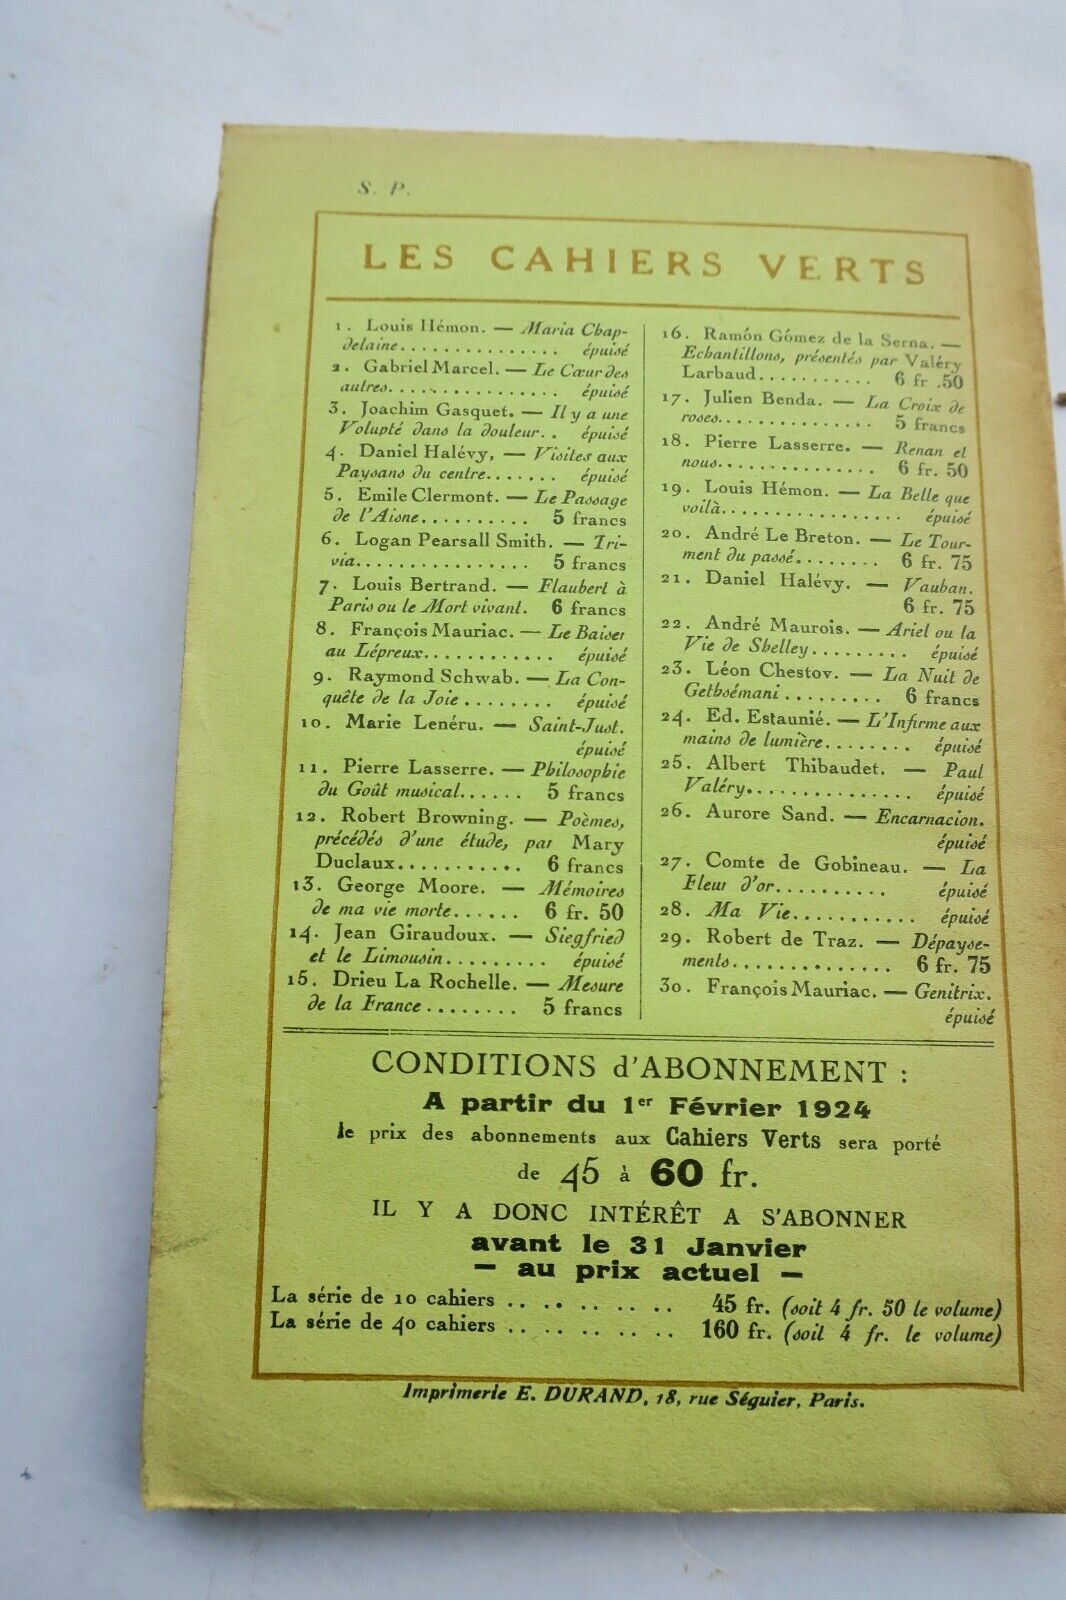 S. P.
LES CAHIERS VERTS
1. Louis Hémon. — Maria Chap-
delaine............... épuisé
2. Gabriel Marcel. — Le Cœur des
autres............... épuisé
3. Joachim Gasquet. — Il y a une
Volupté dans la douleur.. épuisé
4. Daniel Halévy, — Visites aux
Paysans du centre....... épuisé
5. Emile Clermont. — Le Passage
de l'Aisne.......... 5 francs
6. Logan Pearsall Smith. — Tri-
via................ 5 francs
7. Louis Bertrand. — Flaubert à
Paris ou le Mort vivant. 6 francs
8. François Mauriac. — Le Baiser
au Lépreux............ épuisé
9. Raymond Schwab. — La Con-
quête de la Joie........ épuisé
10. Marie Lenéru. — Saint-Just.
épuisé
11. Pierre Lasserre. — Philosophie
du Goût musical...... 5 francs
12. Robert Browning. — Poèmes,
précédés d'une étude, par Mary
Duclaux........... 6 francs
13. George Moore. — Mémoires
de ma vie morte...... 6 fr. 50
14. Jean Giraudoux. — Siegfried
et le Limousin......... épuisé
15. Drieu La Rochelle. — Mesure
de la France........ 5 francs
16. Ramón Gómez de la Serna. —
Echantillons, présentés par Valéry
Larbaud........... 6 fr .50
17. Julien Benda. — La Croix de
roses............... 5 francs
18. Pierre Lasserre. — Renan et
nous............... 6 fr. 50
19. Louis Hémon. — La Belle que
voilà................. épuisé
20. André Le Breton. — Le Tour-
ment du passé........ 6 fr. 75
21. Daniel Halévy. — Vauban.
6 fr. 75
22. André Maurois. — Ariel ou la
Vie de Shelley......... épuisé
23. Léon Chestov. — La Nuit de
Gethsémani......... 6 francs
24. Ed. Estaunié. — L'Infirme aux
mains de lumière........ épuisé
25. Albert Thibaudet. — Paul
Valéry............... épuisé
26. Aurore Sand. — Encarnacion.
épuisé
27. Comte de Gobineau. — La
Fleur d'or.......... épuisé
28. Ma Vie........... épuisé
29. Robert de Traz. — Dépayse-
ments.............. 6 fr. 75
30. François Mauriac. — Genitrix.
épuisé
CONDITIONS d'ABONNEMENT :
A partir du 1er Février 1924
le prix des abonnements aux Cahiers Verts sera porté
de 45 à 60 fr.
IL Y A DONC INTÉRÊT A S'ABONNER
avant le 31 Janvier
— au prix actuel —
La série de 10 cahiers .. .. .. .. .. 45 fr. (soit 4 fr. 50 le volume)
La série de 40 cahiers .. .. .. .. .. 160 fr. (soit 4 fr. le volume)
Imprimerie E. DURAND, 18, rue Séguier, Paris.